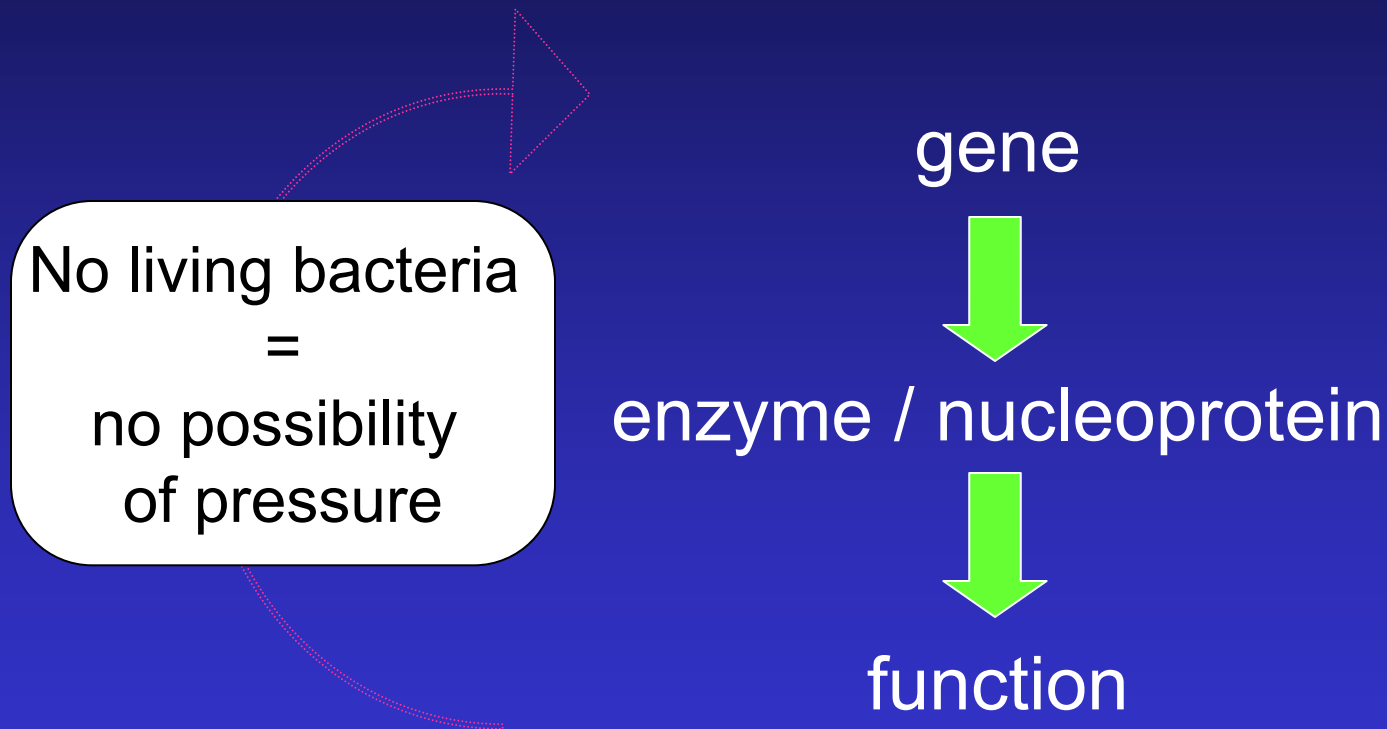 No living bacteria
=
no possibility
of pressure
gene
enzyme / nucleoprotein
function